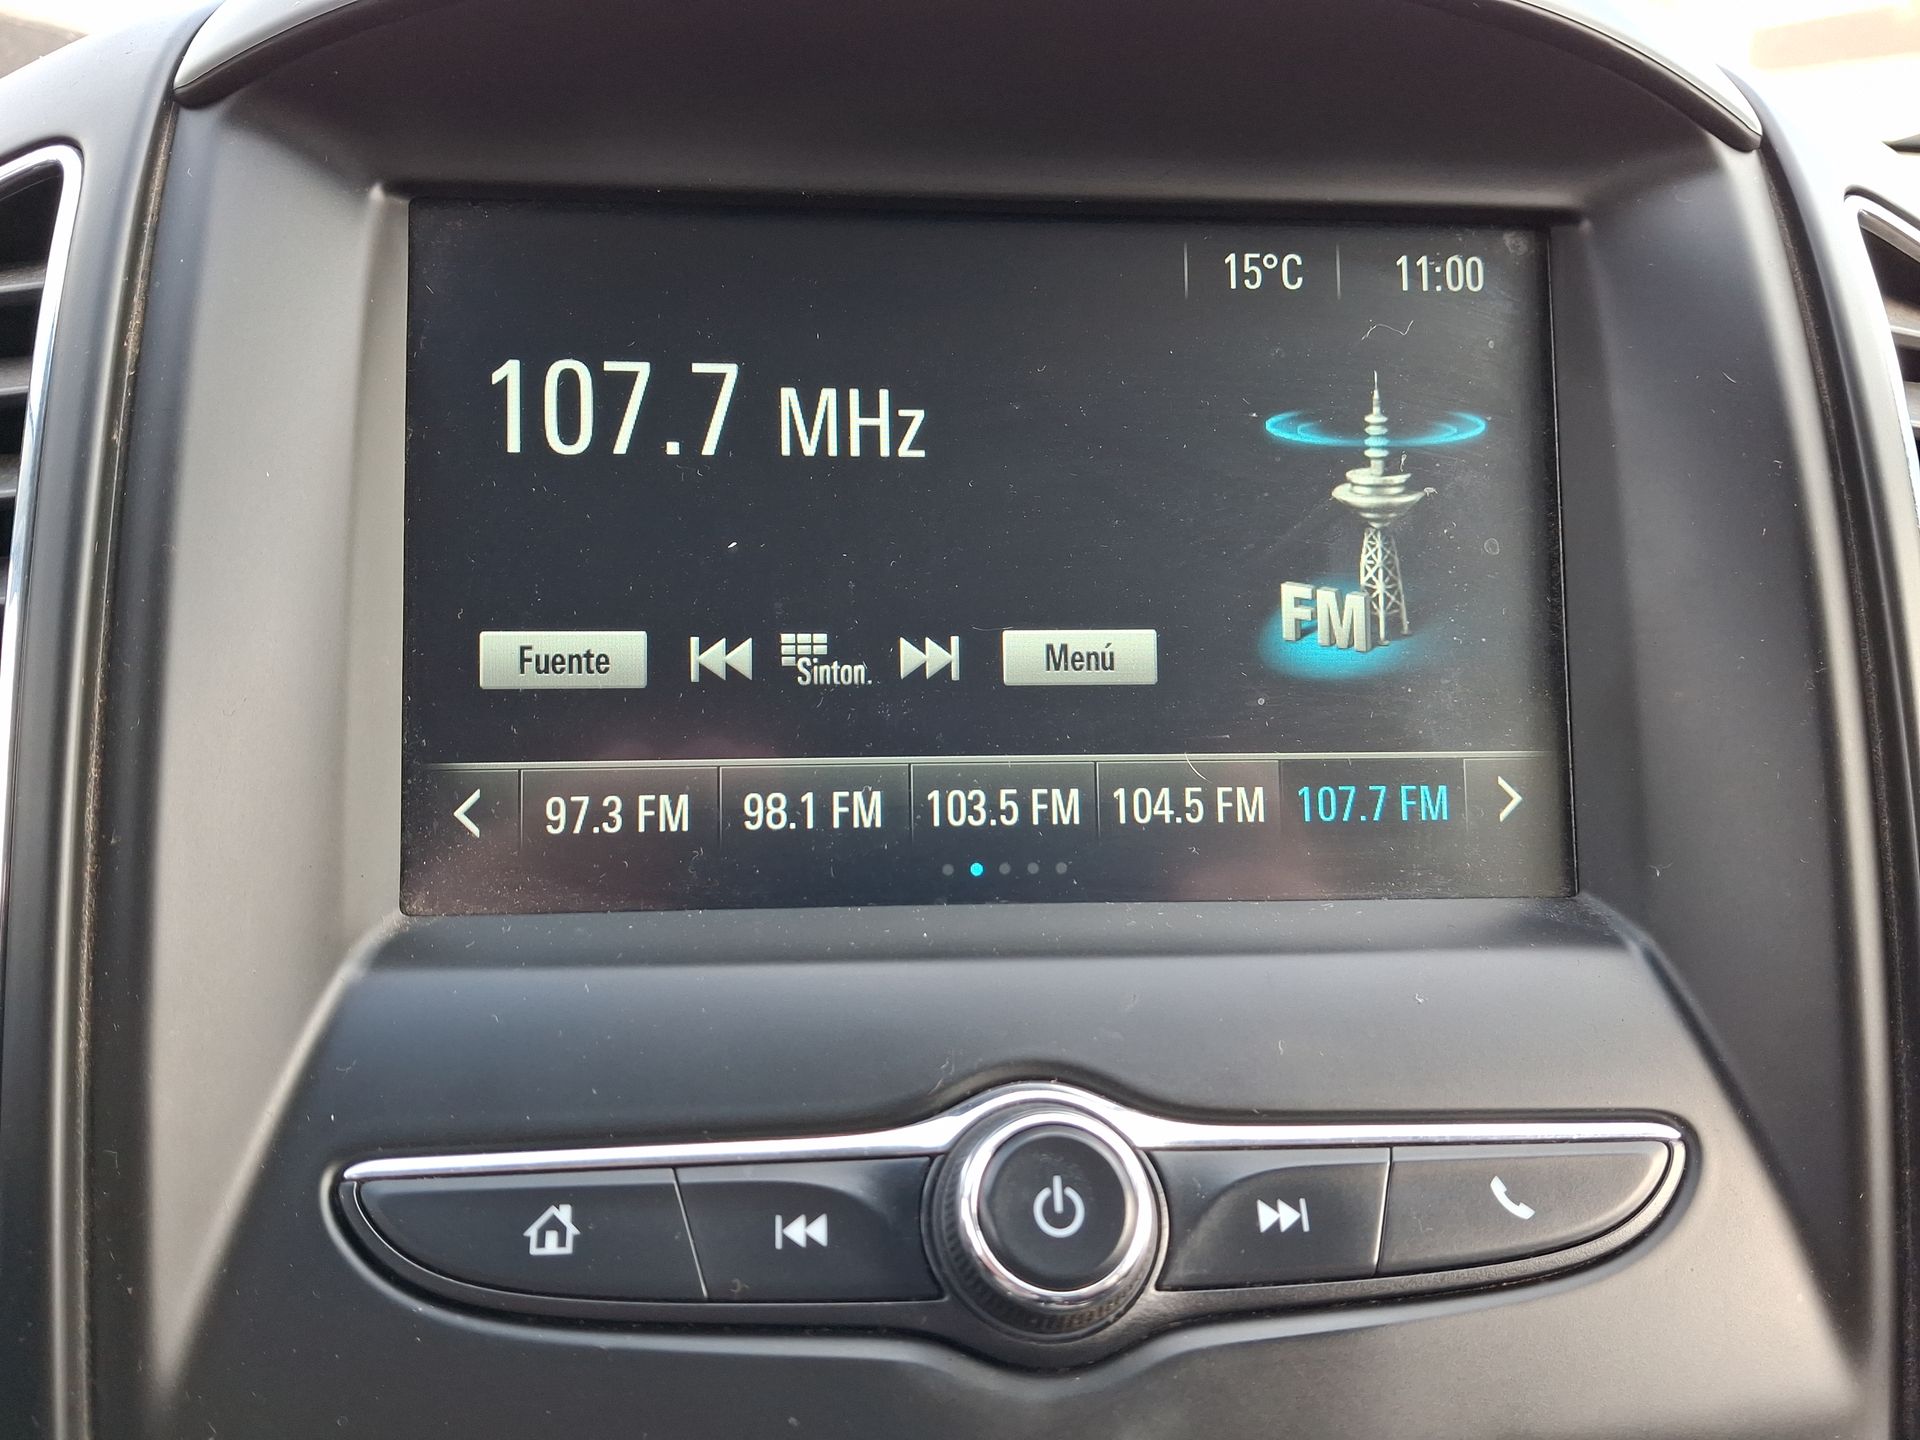 15°C 11:00
107.7 MHz
FM
Fuente Sinton. Menú
97.3 FM 98.1 FM 103.5 FM 104.5 FM 107.7 FM